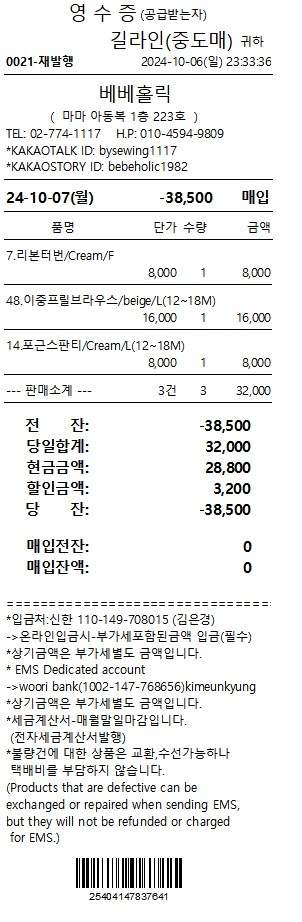 영 수 증 (공급받는자)
길라인(중도매) 귀하
0021-재발행 2024-10-06(일) 23:33:36
베베홀릭
( 마마 아동복 1층 223호 )
TEL: 02-774-1117 H.P: 010-4594-9809
*KAKAOTALK ID: bysewing1117
*KAKAOSTORY ID: bebeholic1982
24-10-07(월) -38,500 매입
품명 단가 수량 금액
7.리본터번/Cream/F
8,000 1 8,000
48.이중프릴브라우스/beige/L(12~18M)
16,000 1 16,000
14.포근스판티/Cream/L(12~18M)
8,000 1 8,000
--- 판매소계 --- 3건 3 32,000
전 잔: -38,500
당일합계: 32,000
현금금액: 28,800
할인금액: 3,200
당 잔: -38,500
매입전잔: 0
매입잔액: 0
======================================
*입금처:신한 110-149-708015 (김은경)
->온라인입금시-부가세포함된금액 입금(필수)
*상기금액은 부가세별도 금액입니다.
* EMS Dedicated account
->woori bank(1002-147-768656)kimeunkyung
*상기금액은 부가세별도 금액입니다.
*세금계산서-매월말일마감입니다.
(전자세금계산서발행)
*불량건에 대한 상품은 교환,수선가능하나
택배비를 부담하지 않습니다.
(Products that are defective can be
exchanged or repaired when sending EMS,
but they will not be refunded or charged
for EMS.)
25404147837641